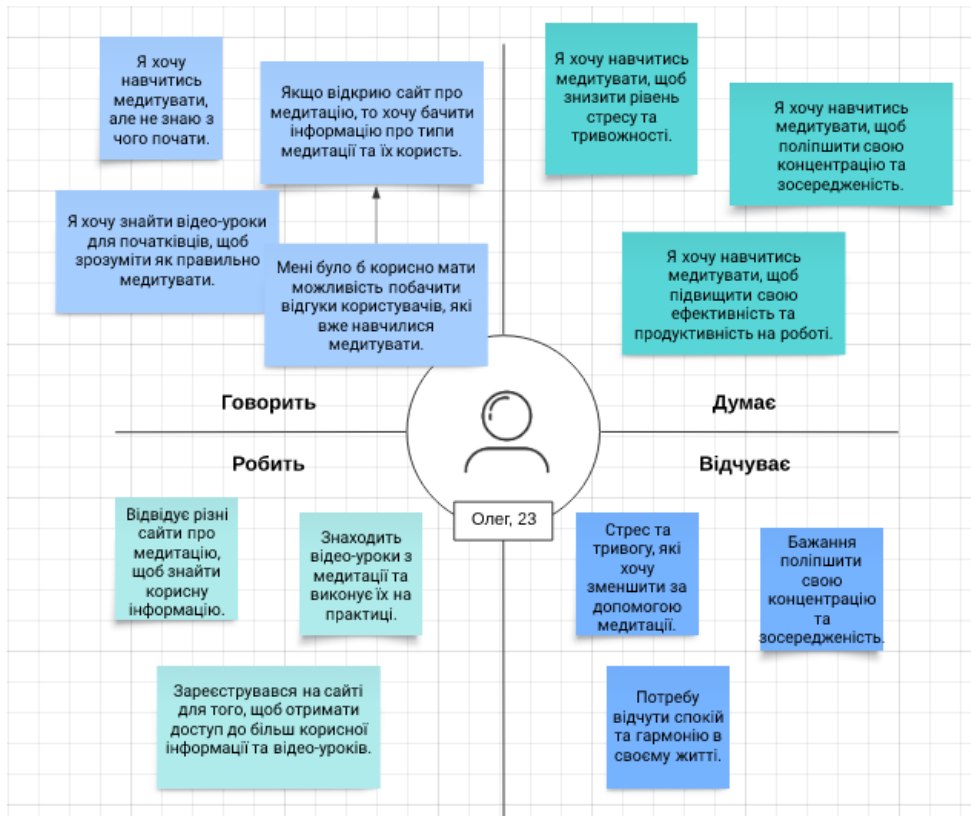 Я хочу
навчитись
медитувати,
але не знаю з
чого почати.
Якщо відкрию сайт про
медитацію, то хочу бачити
інформацію про типи
медитації та їх користь.
Я хочу знайти відео-уроки
для початківців, щоб
зрозуміти як правильно
медитувати.
Мені було б корисно мати
можливість побачити
відгуки користувачів, які
вже навчилися
медитувати.
Говорить
Я хочу навчитись
медитувати, щоб
знизити рівень
стресу та
тривожності.
Я хочу навчитись
медитувати, щоб
поліпшити свою
концентрацію та
зосередженість.
Я хочу навчитись
медитувати, щоб
підвищити свою
ефективність та
продуктивність на роботі.
Думає
Робить
Відвідує різні
сайти про
медитацію,
щоб знайти
корисну
інформацію.
Знаходить
відео-уроки з
медитації та
виконує їх на
практиці.
Зареєструвався на сайті
для того, щоб отримати
доступ до більш корисної
інформації та відео-уроків.
Олег, 23
Відчуває
Стрес та
тривогу, які
хочу
зменшити за
допомогою
медитації.
Бажання
поліпшити
свою
концентрацію
та
зосередженість.
Потребу
відчути спокій
та гармонію в
своєму житті.